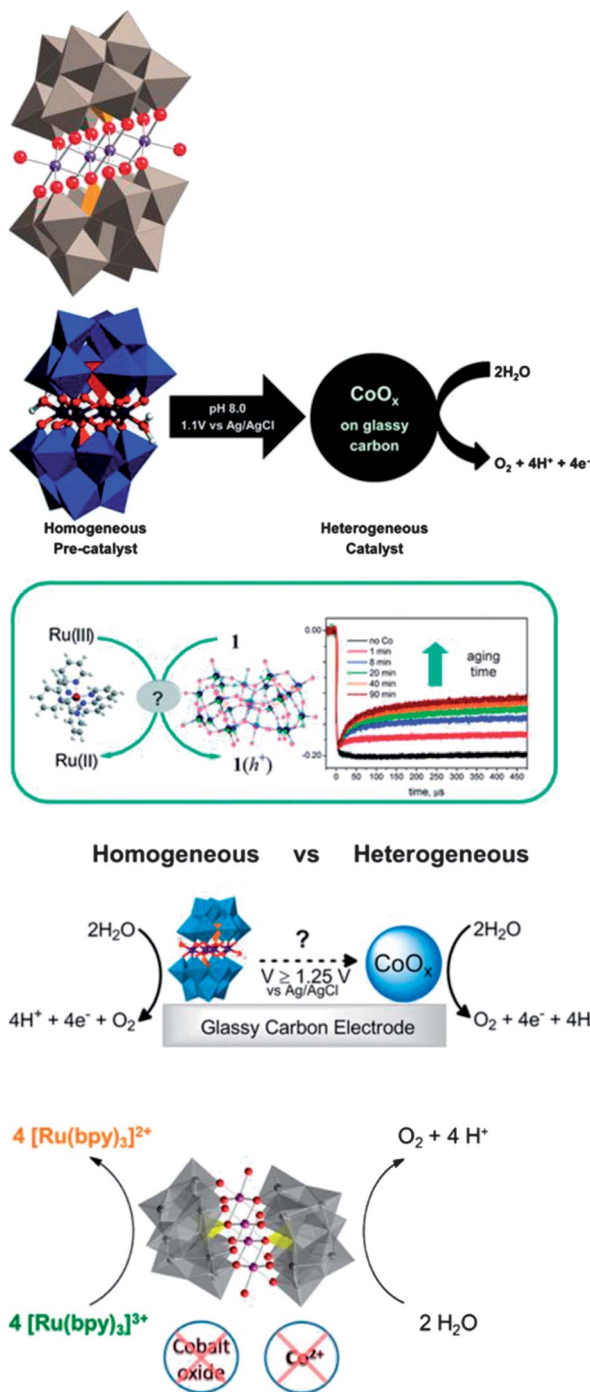 pH 8.0
1.1V vs Ag/AgCl
CoOₓ
on glassy
carbon
2H₂O
O₂ + 4H⁺ + 4e⁻
Homogeneous
Pre-catalyst
Heterogeneous
Catalyst
Ru(III)
1
?
Ru(II)
1(h⁺)
0.00
-0.20
no Co
1 min
8 min
20 min
40 min
90 min
aging
time
0 50 100 150 200 250 300 350 400 450
time, µs
Homogeneous vs Heterogeneous
2H₂O
?
V ≥ 1.25 V
vs Ag/AgCl
CoOₓ
2H₂O
4H⁺ + 4e⁻ + O₂
Glassy Carbon Electrode
O₂ + 4e⁻ + 4H
4 [Ru(bpy)₃]²⁺
O₂ + 4 H⁺
4 [Ru(bpy)₃]³⁺
2 H₂O
Cobalt
oxide
Co²⁺